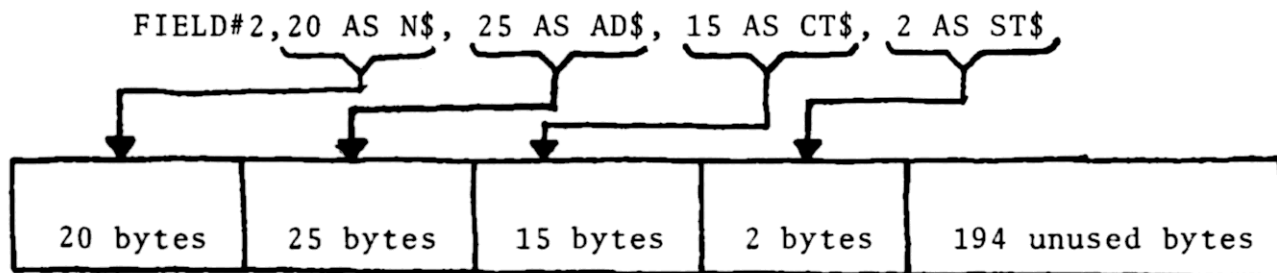 FIELD#2,20 AS N$, 25 AS AD$, 15 AS CT$, 2 AS ST$
20 bytes 25 bytes 15 bytes 2 bytes 194 unused bytes